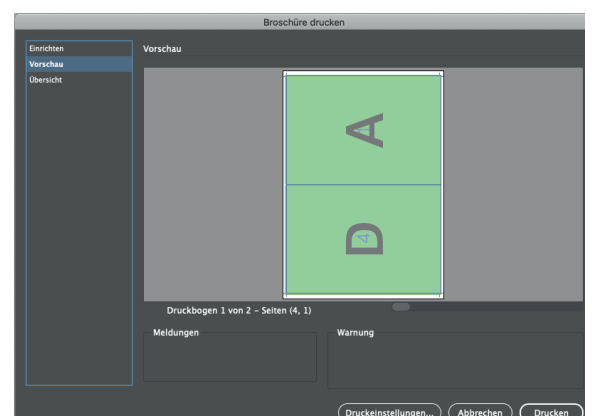 Broschüre drucken
Einrichten
Vorschau
Übersicht
Vorschau
A
D
4
Druckbogen 1 von 2 – Seiten (4, 1)
Meldungen
Warnung
Druckeinstellungen...
Abbrechen
Drucken